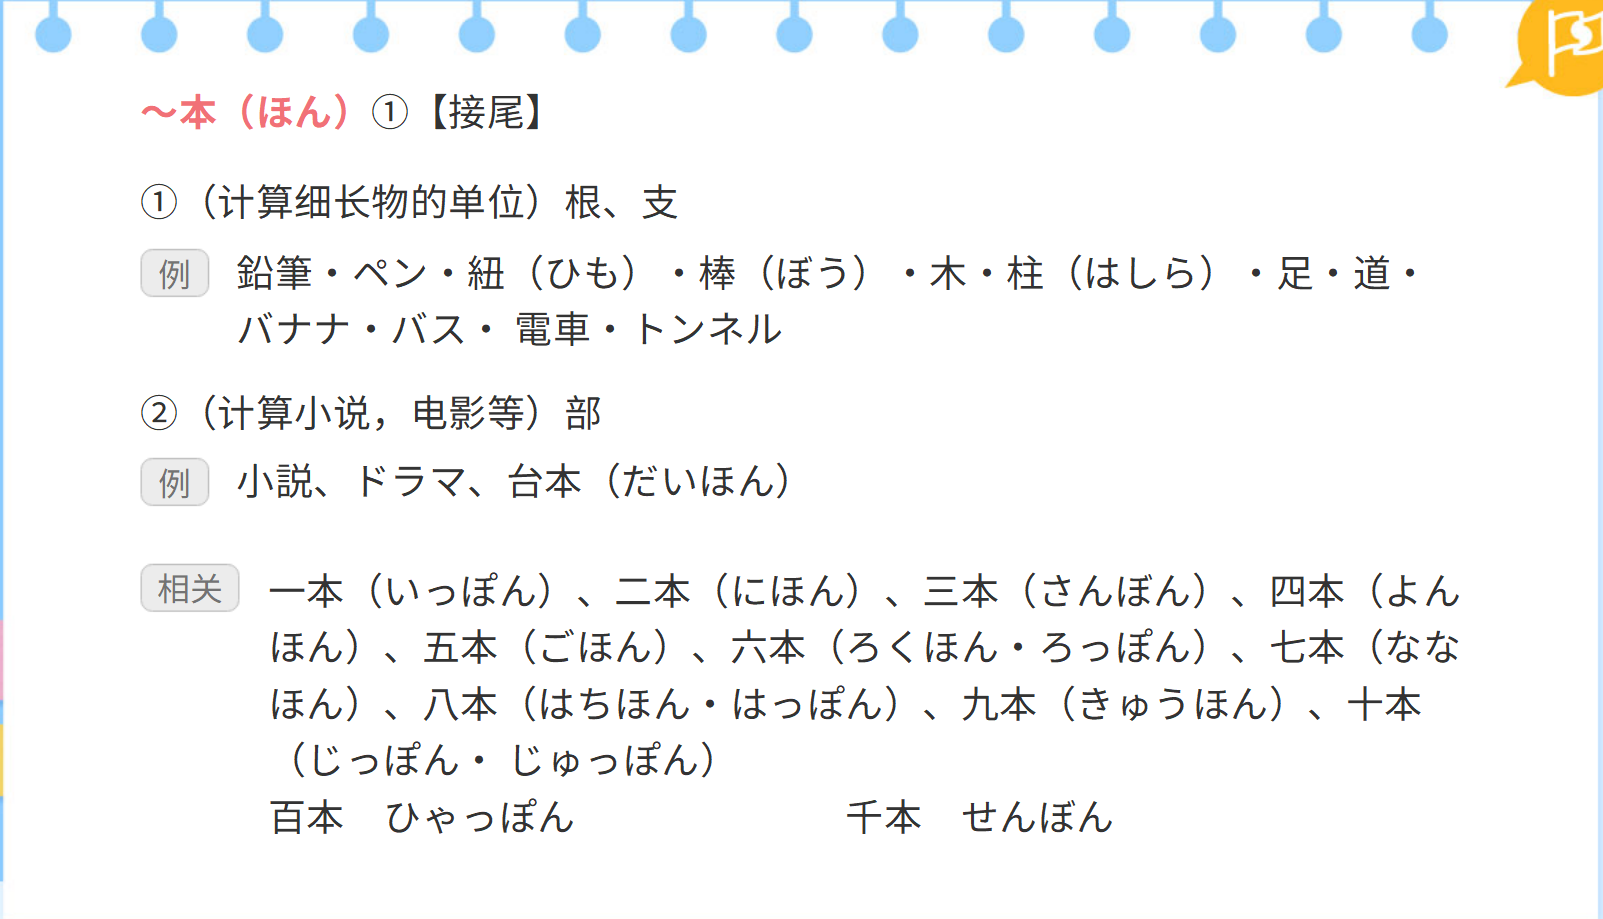 ～本（ほん）①【接尾】
①（计算细长物的单位）根、支
例 鉛筆・ペン・紐（ひも）・棒（ぼう）・木・柱（はしら）・足・道・
バナナ・バス・ 電車・トンネル
②（计算小说，电影等）部
例 小説、ドラマ、台本（だいほん）
相关 一本（いっぽん）、二本（にほん）、三本（さんぼん）、四本（よん
ほん）、五本（ごほん）、六本（ろくほん・ろっぽん）、七本（なな
ほん）、八本（はちほん・はっぽん）、九本（きゅうほん）、十本
（じっぽん・ じゅっぽん）
百本　ひゃっぽん　　　　　　　千本　せんぼん